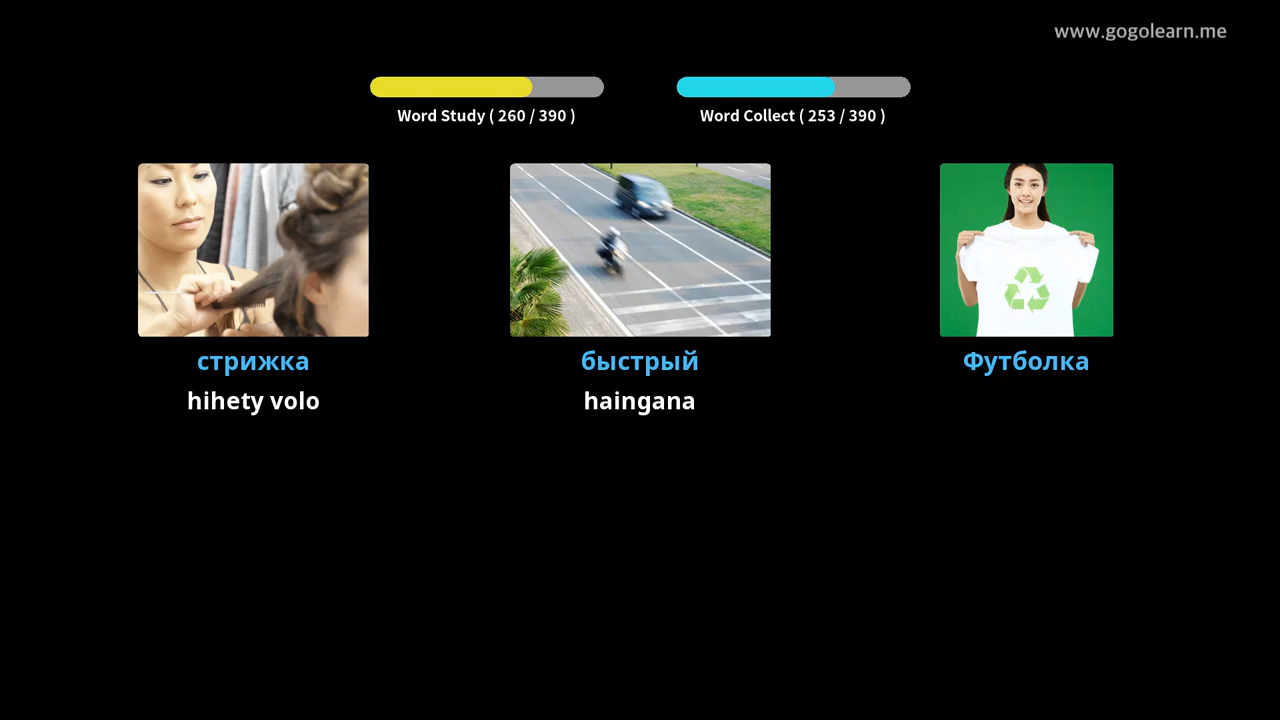 www.gogolearn.me
Word Study ( 260 / 390 )
Word Collect ( 253 / 390 )
стрижка
быстрый
Футболка
hihety volo
haingana